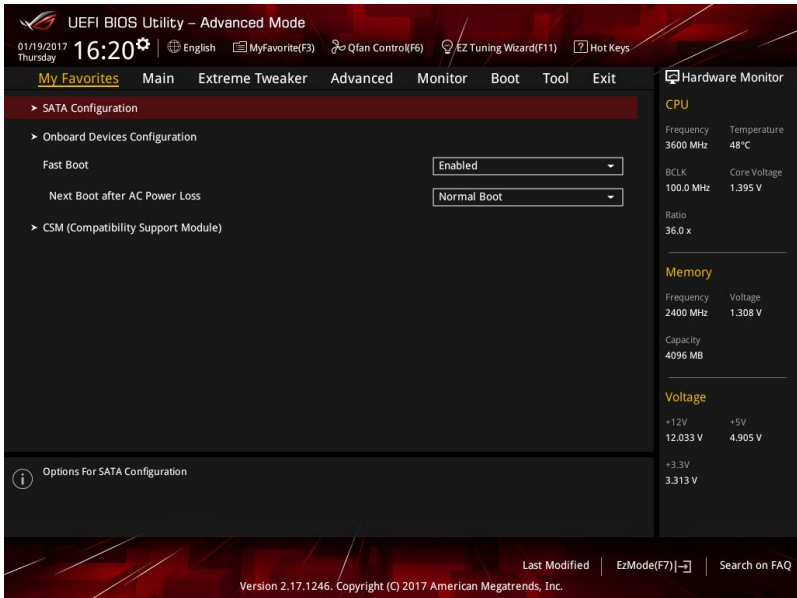 UEFI BIOS Utility – Advanced Mode
01/19/2017
Thursday
16:20
English
MyFavorite(F3)
Qfan Control(F6)
EZ Tuning Wizard(F11)
? Hot Keys
My Favorites Main Extreme Tweaker Advanced Monitor Boot Tool Exit
Hardware Monitor
> SATA Configuration
> Onboard Devices Configuration
Fast Boot Enabled
Next Boot after AC Power Loss Normal Boot
> CSM (Compatibility Support Module)
CPU
Frequency Temperature
3600 MHz 48°C
BCLK Core Voltage
100.0 MHz 1.395 V
Ratio
36.0 x
Memory
Frequency Voltage
2400 MHz 1.308 V
Capacity
4096 MB
Voltage
+12V +5V
12.033 V 4.905 V
+3.3V
3.313 V
i Options For SATA Configuration
Last Modified EzMode(F7) Search on FAQ
Version 2.17.1246. Copyright (C) 2017 American Megatrends, Inc.